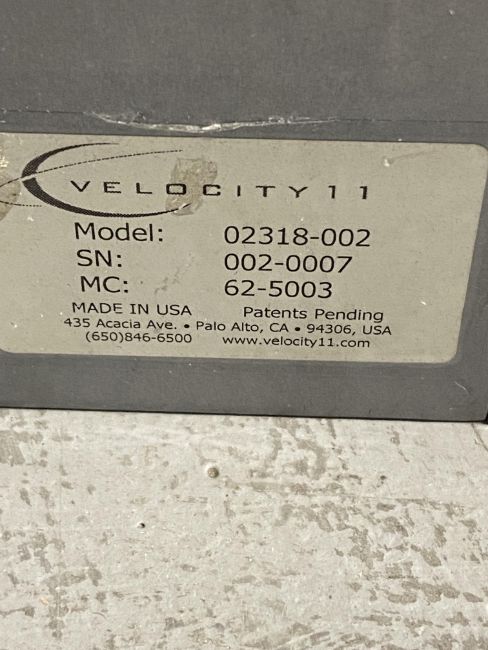 VELOCITY11
Model: 02318-002
SN: 002-0007
MC: 62-5003
MADE IN USA Patents Pending
435 Acacia Ave. • Palo Alto, CA • 94306, USA
(650)846-6500 www.velocity11.com